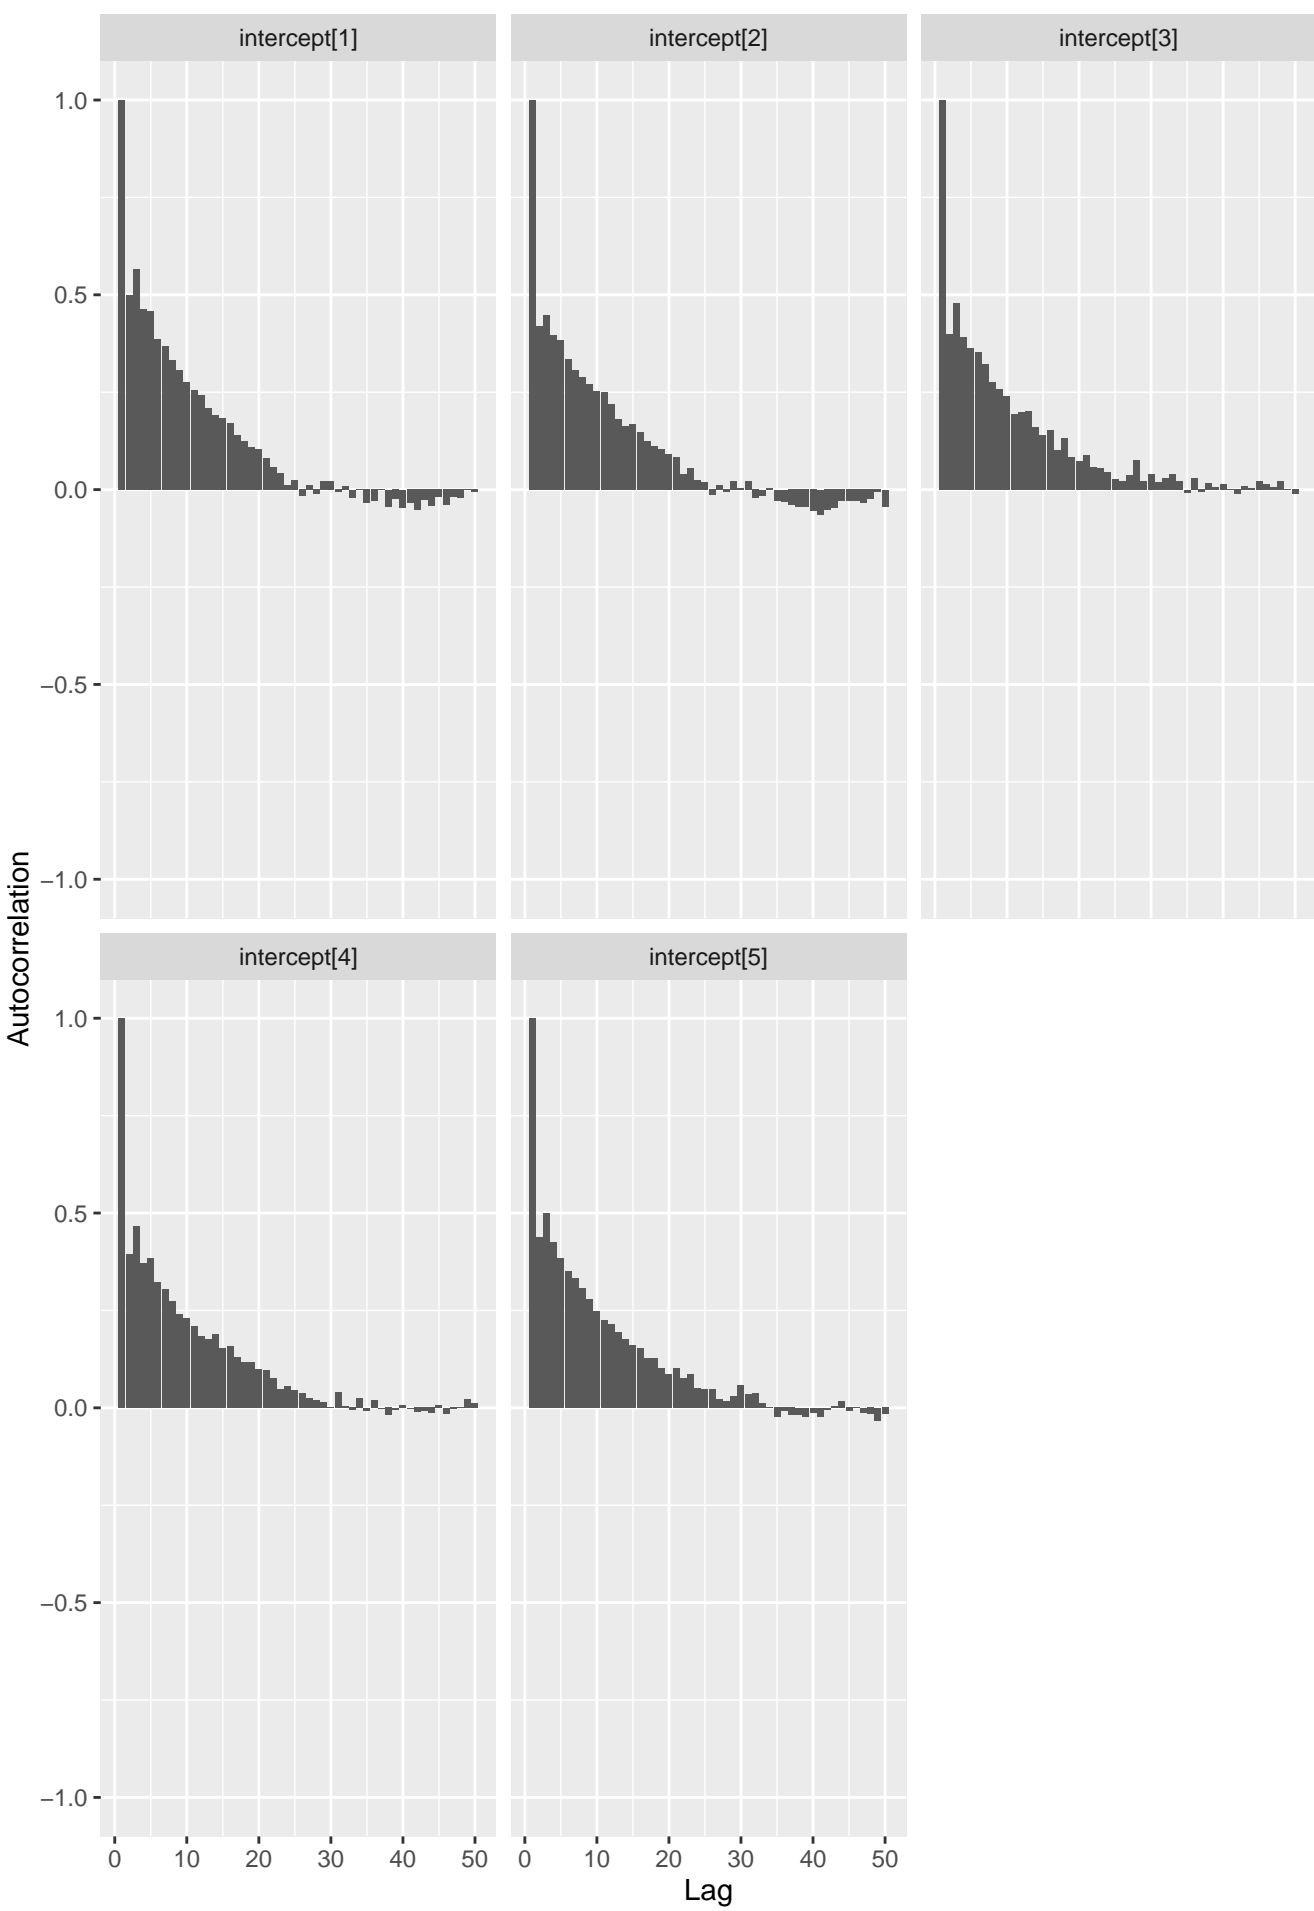 intercept[1] intercept[2] intercept[3]
1.0
0.5
0.0
−0.5
−1.0
Autocorrelation
intercept[4] intercept[5]
1.0
0.5
0.0
−0.5
−1.0
0 10 20 30 40 50 0 10 20 30 40 50
Lag